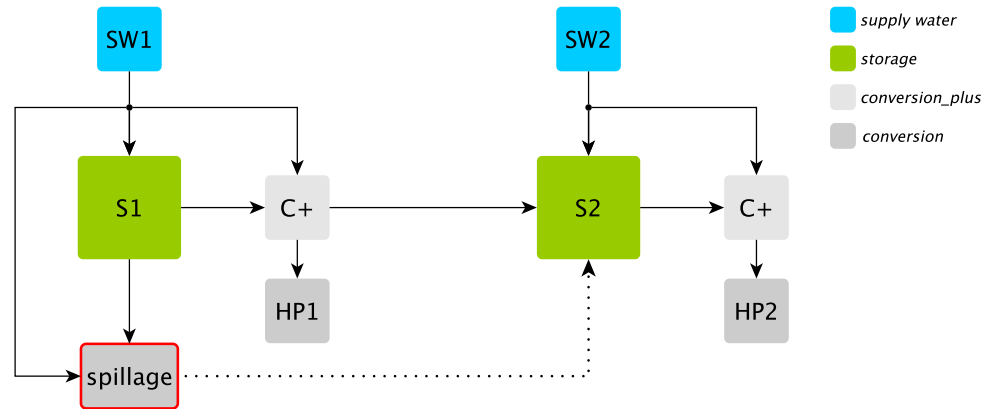 SW1
SW2
supply water
storage
conversion_plus
conversion
S1
C+
S2
C+
HP1
HP2
spillage